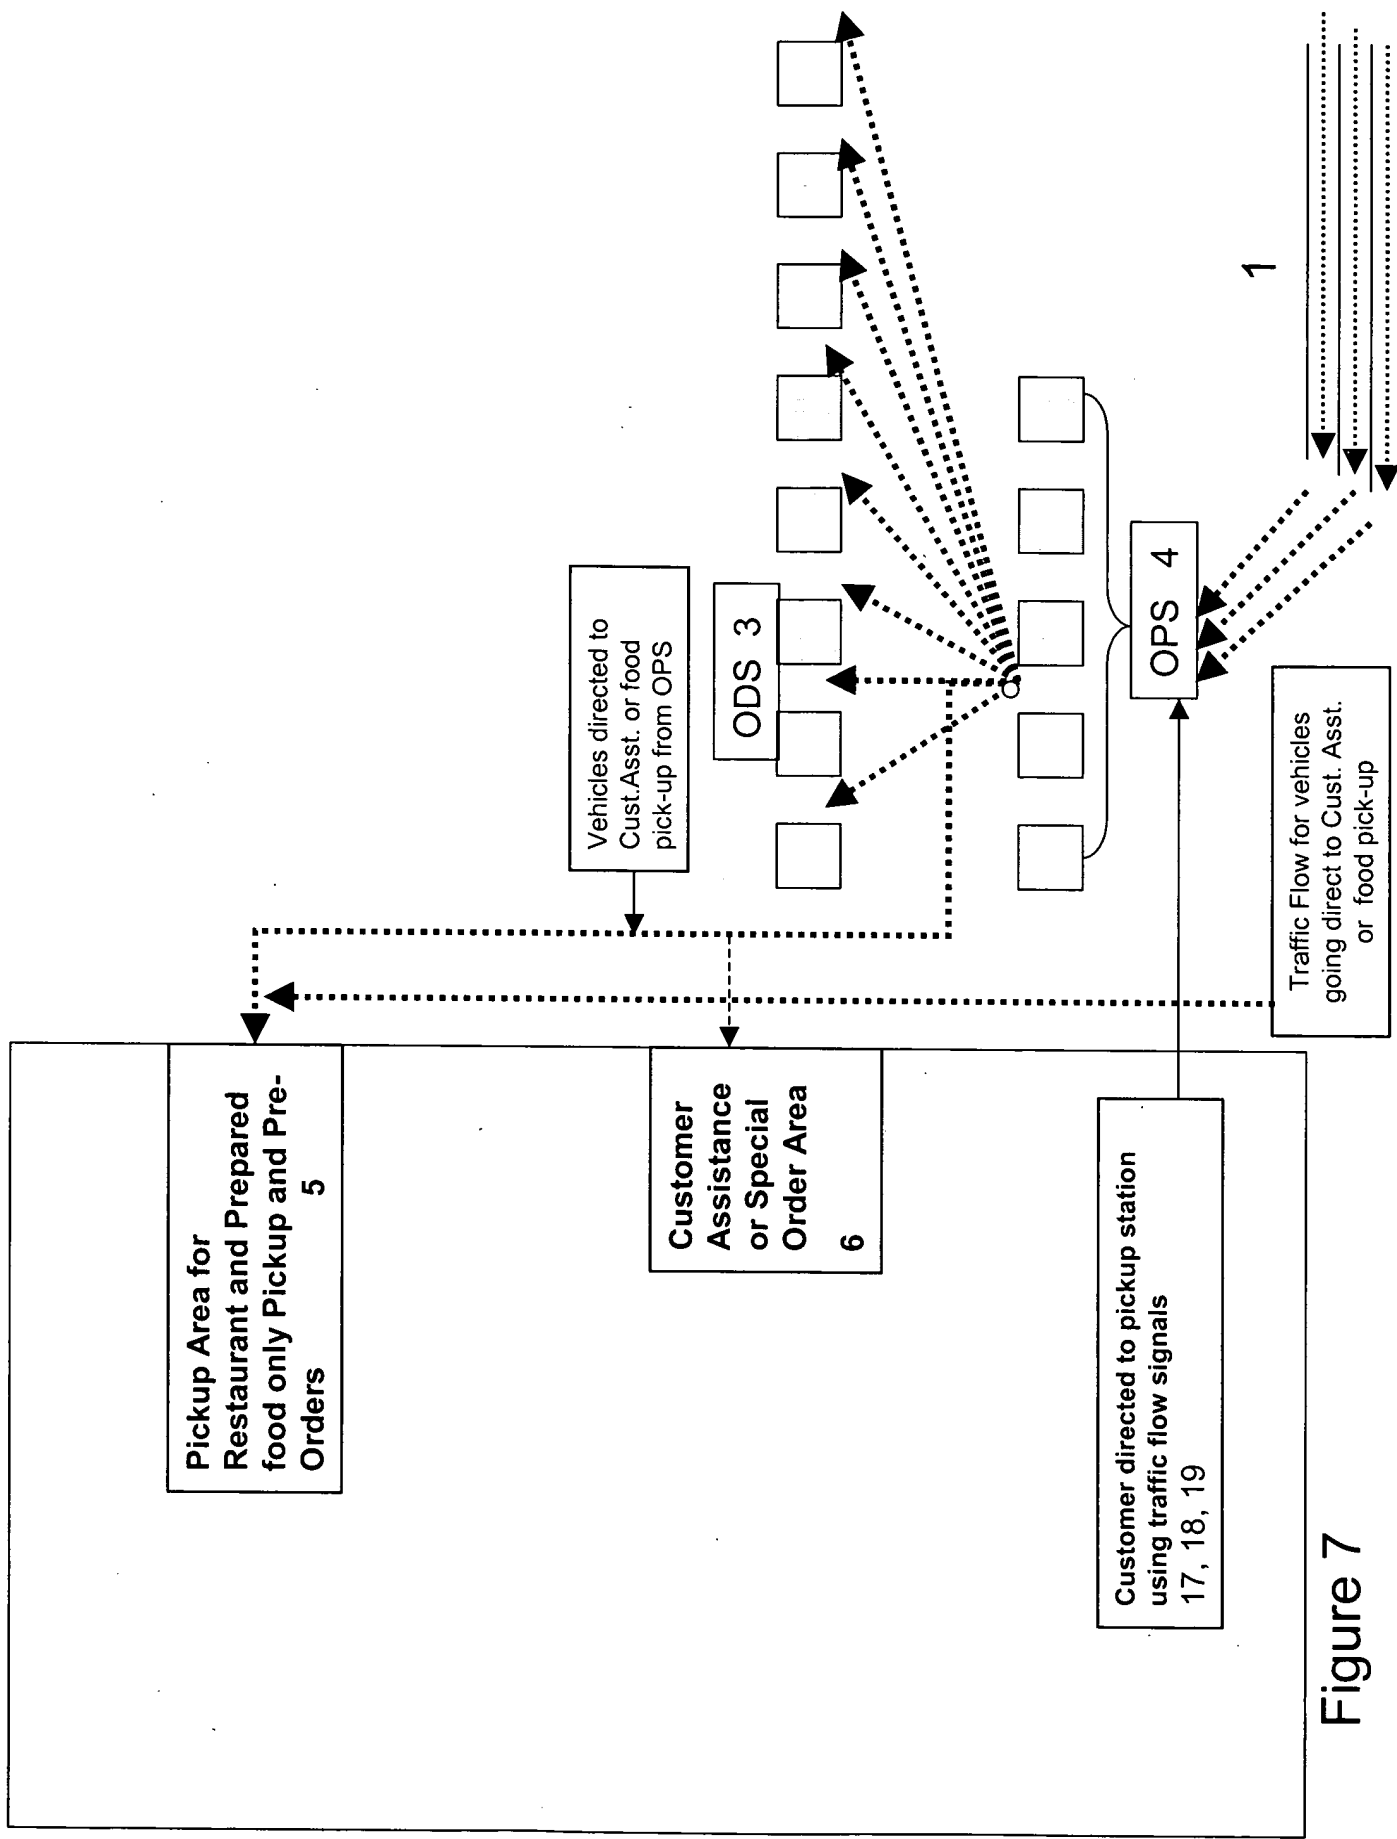 Pickup Area for
Restaurant and Prepared
food only Pickup and Pre-
Orders 5
Customer
Assistance
or Special
Order Area
6
Customer directed to pickup station
using traffic flow signals
17, 18, 19
Vehicles directed to
Cust.Asst. or food
pick-up from OPS
ODS 3
OPS 4
1
Traffic Flow for vehicles
going direct to Cust. Asst.
or food pick-up
Figure 7